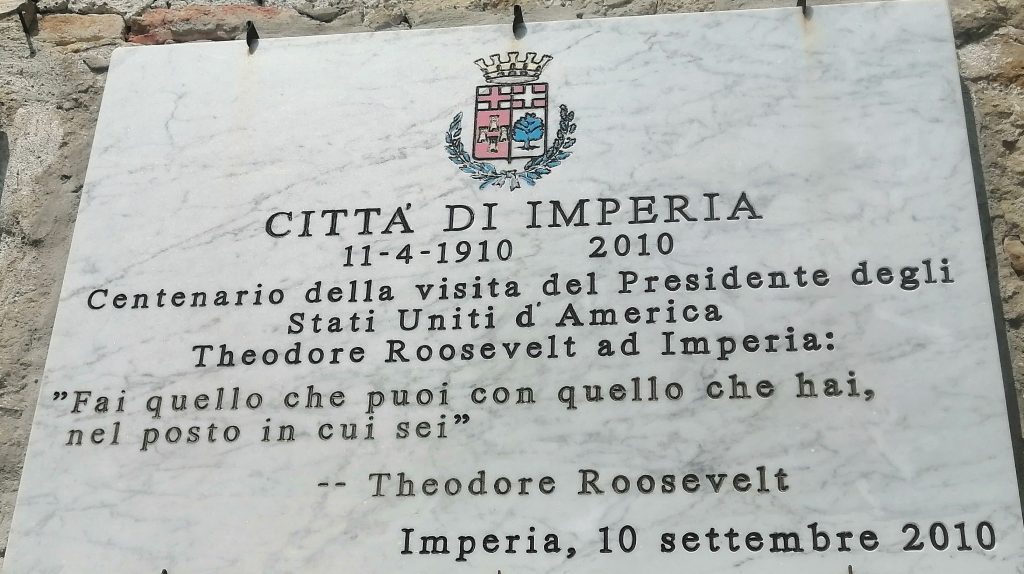 CITTA' DI IMPERIA
11-4-1910 2010
Centenario della visita del Presidente degli
Stati Uniti d'America
Theodore Roosevelt ad Imperia:
"Fai quello che puoi con quello che hai,
nel posto in cui sei"
-- Theodore Roosevelt
Imperia, 10 settembre 2010